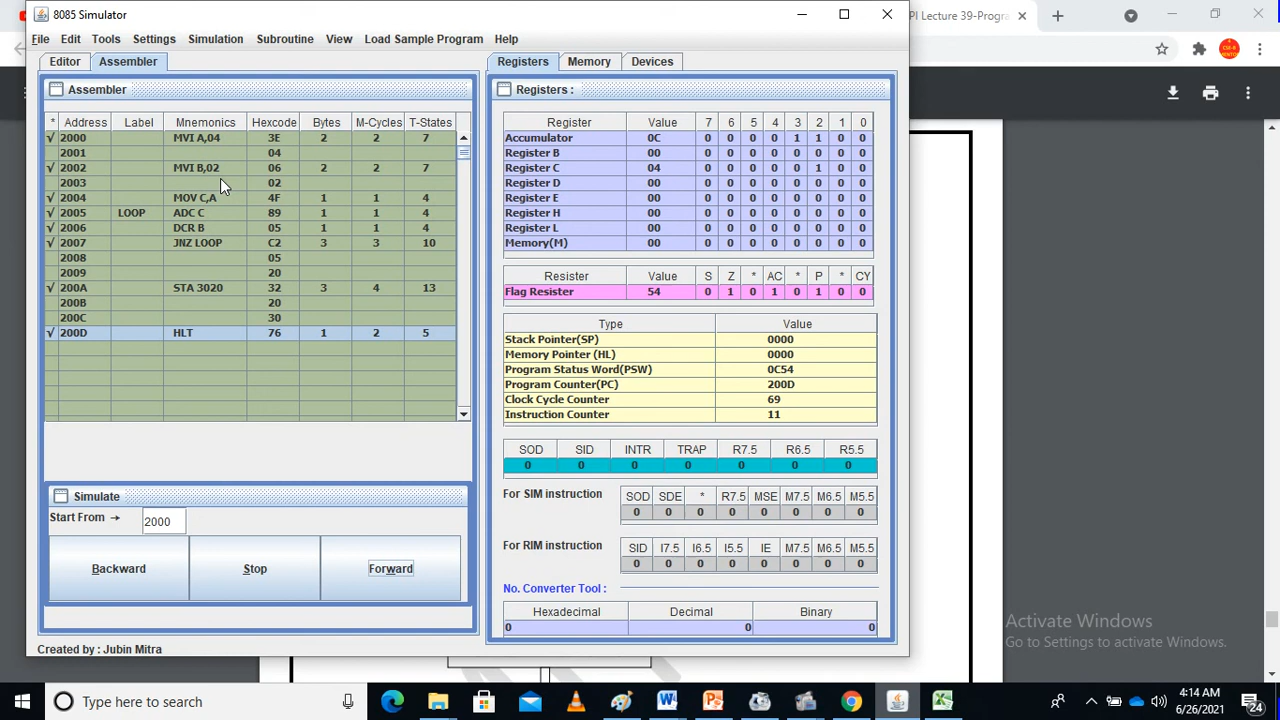 8085 Simulator
PI Lecture 39-Progra
File Edit Tools Settings Simulation Subroutine View Load Sample Program Help
Editor Assembler
Registers Memory Devices
Assembler
* Address Label Mnemonics Hexcode Bytes M-Cycles T-States
√ 2000 MVI A,04 3E 2 2 7
2001 04
√ 2002 MVI B,02 06 2 2 7
2003 02
√ 2004 MOV C,A 4F 1 1 4
√ 2005 LOOP ADC C 89 1 1 4
√ 2006 DCR B 05 1 1 4
√ 2007 JNZ LOOP C2 3 3 10
2008 05
2009 20
√ 200A STA 3020 32 3 4 13
200B 20
200C 30
√ 200D HLT 76 1 2 5
Simulate
Start From → 2000
Backward Stop Forward
Created by : Jubin Mitra
Registers :
Register Value 7 6 5 4 3 2 1 0
Accumulator 0C 0 0 0 0 1 1 0 0
Register B 00 0 0 0 0 0 0 0 0
Register C 04 0 0 0 0 0 1 0 0
Register D 00 0 0 0 0 0 0 0 0
Register E 00 0 0 0 0 0 0 0 0
Register H 00 0 0 0 0 0 0 0 0
Register L 00 0 0 0 0 0 0 0 0
Memory(M) 00 0 0 0 0 0 0 0 0
Resister Value S Z * AC * P * CY
Flag Resister 54 0 1 0 1 0 1 0 0
Type Value
Stack Pointer(SP) 0000
Memory Pointer (HL) 0000
Program Status Word(PSW) 0C54
Program Counter(PC) 200D
Clock Cycle Counter 69
Instruction Counter 11
SOD SID INTR TRAP R7.5 R6.5 R5.5
0 0 0 0 0 0 0
For SIM instruction SOD SDE * R7.5 MSE M7.5 M6.5 M5.5
0 0 0 0 0 0 0 0
For RIM instruction SID I7.5 I6.5 I5.5 IE M7.5 M6.5 M5.5
0 0 0 0 0 0 0 0
No. Converter Tool :
Hexadecimal Decimal Binary
0 0 0
Activate Windows
Go to Settings to activate Windows.
Type here to search
4:14 AM
6/26/2021
24